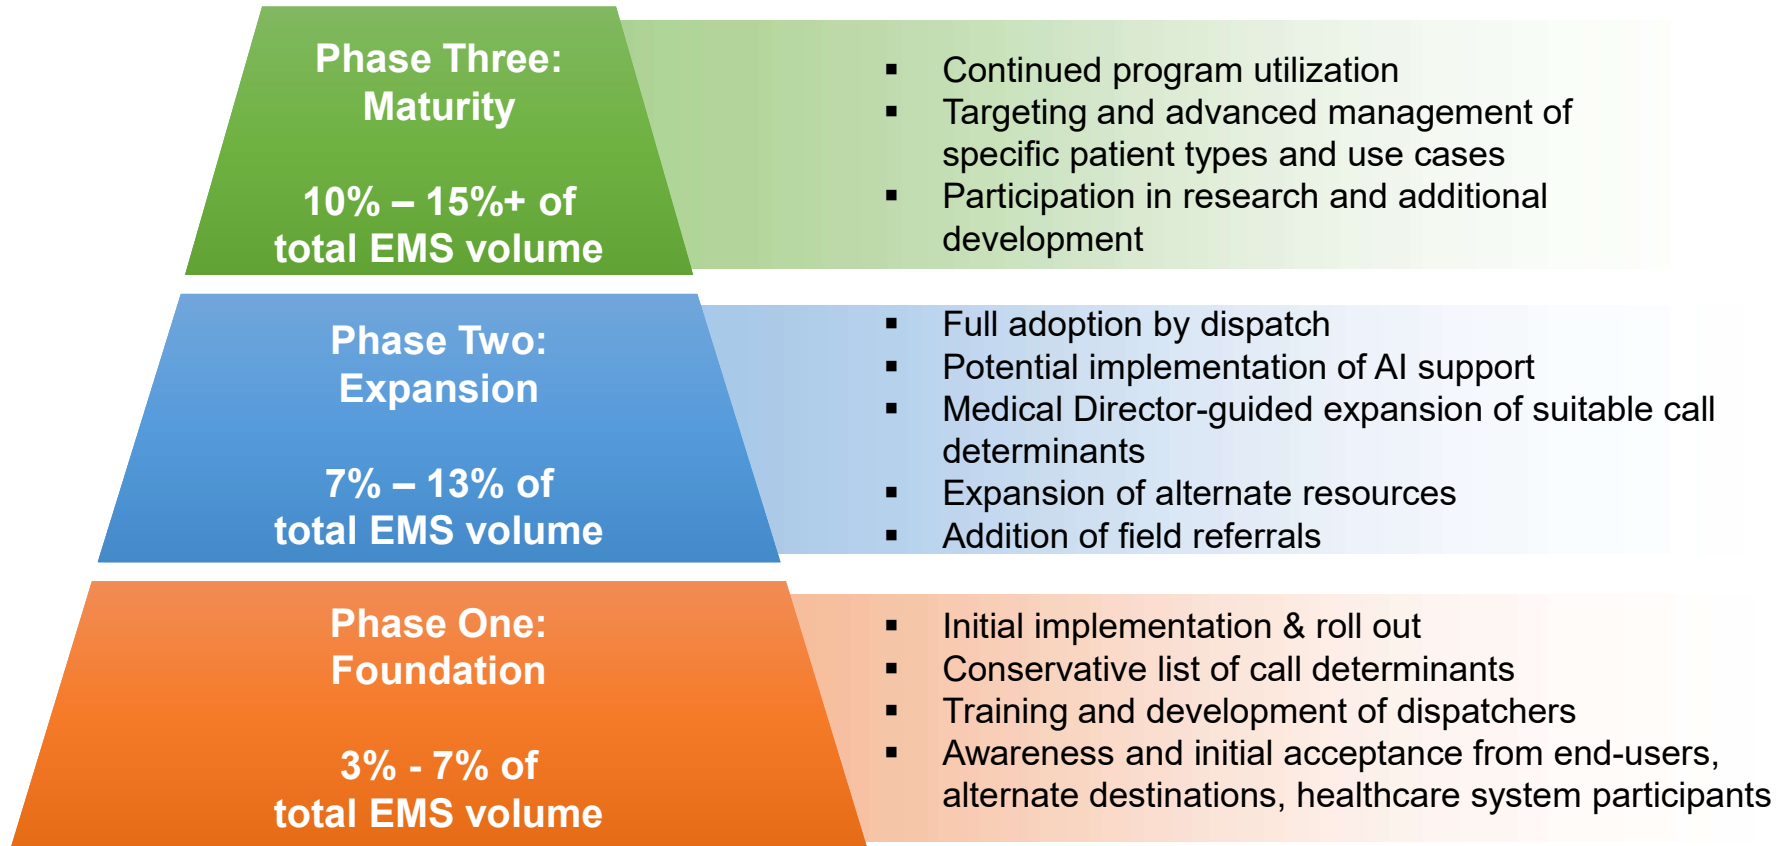 Phase Three:
Maturity
10% – 15%+ of
total EMS volume
▪ Continued program utilization
▪ Targeting and advanced management of
specific patient types and use cases
▪ Participation in research and additional
development
Phase Two:
Expansion
7% – 13% of
total EMS volume
▪ Full adoption by dispatch
▪ Potential implementation of AI support
▪ Medical Director-guided expansion of suitable call
determinants
▪ Expansion of alternate resources
▪ Addition of field referrals
Phase One:
Foundation
3% - 7% of
total EMS volume
▪ Initial implementation & roll out
▪ Conservative list of call determinants
▪ Training and development of dispatchers
▪ Awareness and initial acceptance from end-users,
alternate destinations, healthcare system participants